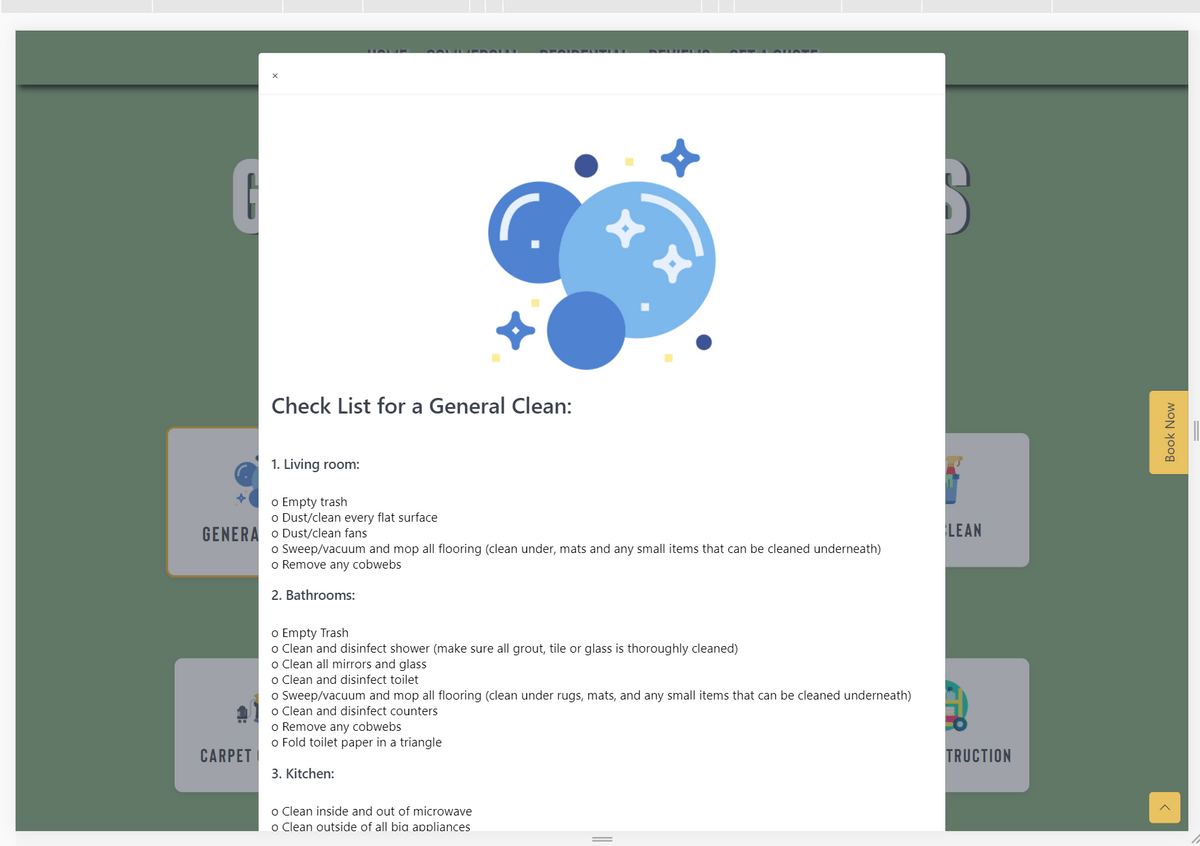 HOME COMMERCIAL RESIDENTIAL REVIEWS GET A QUOTE
×
G
S
Check List for a General Clean:
1. Living room:
o Empty trash
o Dust/clean every flat surface
o Dust/clean fans
o Sweep/vacuum and mop all flooring (clean under, mats and any small items that can be cleaned underneath)
o Remove any cobwebs
2. Bathrooms:
o Empty Trash
o Clean and disinfect shower (make sure all grout, tile or glass is thoroughly cleaned)
o Clean all mirrors and glass
o Clean and disinfect toilet
o Sweep/vacuum and mop all flooring (clean under rugs, mats, and any small items that can be cleaned underneath)
o Clean and disinfect counters
o Remove any cobwebs
o Fold toilet paper in a triangle
3. Kitchen:
o Clean inside and out of microwave
o Clean outside of all big appliances
GENERA
LEAN
CARPET
TRUCTION
Book Now